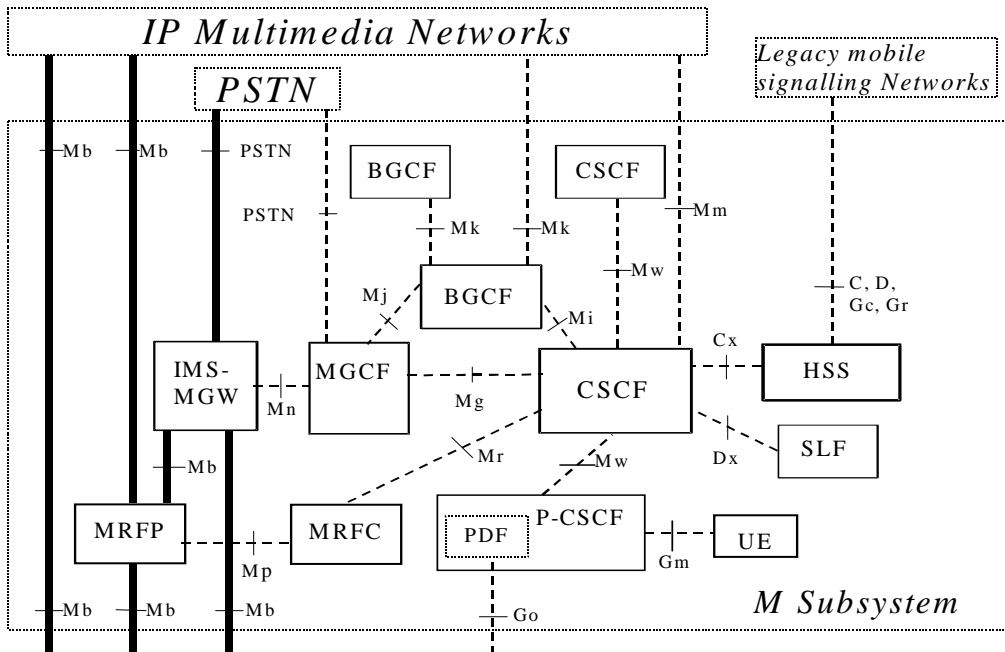 IP Multimedia Networks
Legacy mobile
signalling Networks
PSTN
Mb
Mb
PSTN
BGCF
CSCF
PSTN
Mm
Mk
Mk
Mw
C, D,
Gc, Gr
BGCF
Mj
Mi
Cx
IMS-
MGW
MGCF
CSCF
HSS
Mn
Mg
SLF
Mr
Dx
Mb
Mw
MRFP
MRFC
P-CSCF
PDF
UE
Mp
Gm
Mb
Mb
Mb
Go
M Subsystem